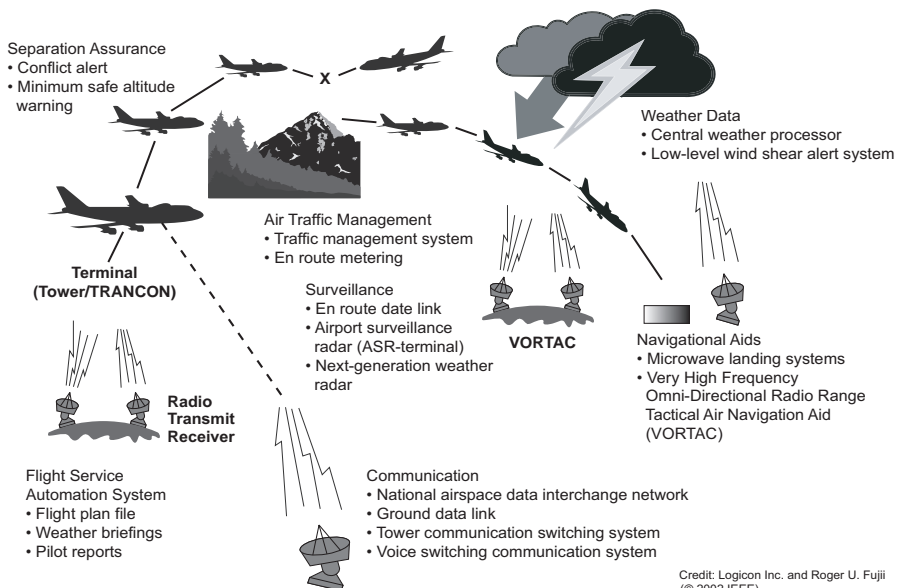 Separation Assurance
• Conflict alert
• Minimum safe altitude
warning
X
Weather Data
• Central weather processor
• Low-level wind shear alert system
Air Traffic Management
• Traffic management system
• En route metering
Terminal
(Tower/TRANCON)
Surveillance
• En route date link
• Airport surveillance
radar (ASR-terminal)
• Next-generation weather
radar
VORTAC
Navigational Aids
• Microwave landing systems
• Very High Frequency
Omni-Directional Radio Range
Tactical Air Navigation Aid
(VORTAC)
Radio
Transmit
Receiver
Flight Service
Automation System
• Flight plan file
• Weather briefings
• Pilot reports
Communication
• National airspace data interchange network
• Ground data link
• Tower communication switching system
• Voice switching communication system
Credit: Logicon Inc. and Roger U. Fujii
(© 2002 IEEE)